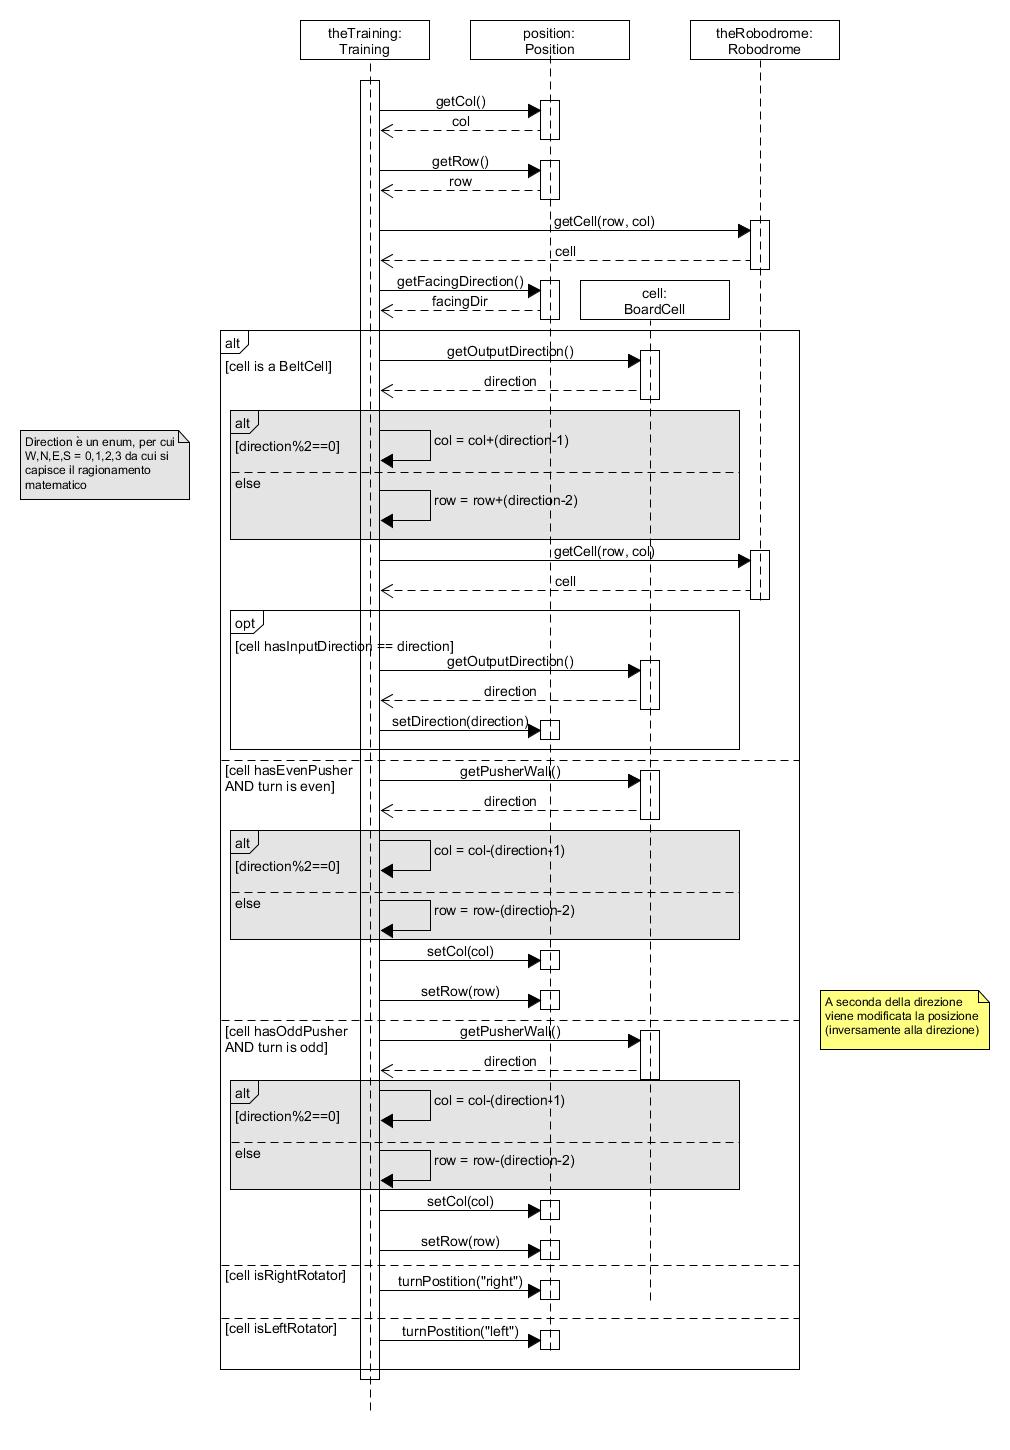 theTraining:
Training
position:
Position
theRobodrome:
Robodrome
getCol()
col
getRow()
row
getCell(row, col)
cell
getFacingDirection()
facingDir
cell:
BoardCell
alt
[cell is a BeltCell]
getOutputDirection()
direction
alt
[direction%2==0]
col = col+(direction-1)
else
row = row+(direction-2)
Direction è un enum, per cui
W,N,E,S = 0,1,2,3 da cui si
capisce il ragionamento
matematico
getCell(row, col)
cell
opt
[cell hasInputDirection == direction]
getOutputDirection()
direction
setDirection(direction)
[cell hasEvenPusher
AND turn is even]
getPusherWall()
direction
alt
[direction%2==0]
col = col-(direction-1)
else
row = row-(direction-2)
setCol(col)
setRow(row)
A seconda della direzione
viene modificata la posizione
(inversamente alla direzione)
[cell hasOddPusher
AND turn is odd]
getPusherWall()
direction
alt
[direction%2==0]
col = col-(direction-1)
else
row = row-(direction-2)
setCol(col)
setRow(row)
[cell isRightRotator]
turnPostition("right")
[cell isLeftRotator]
turnPostition("left")